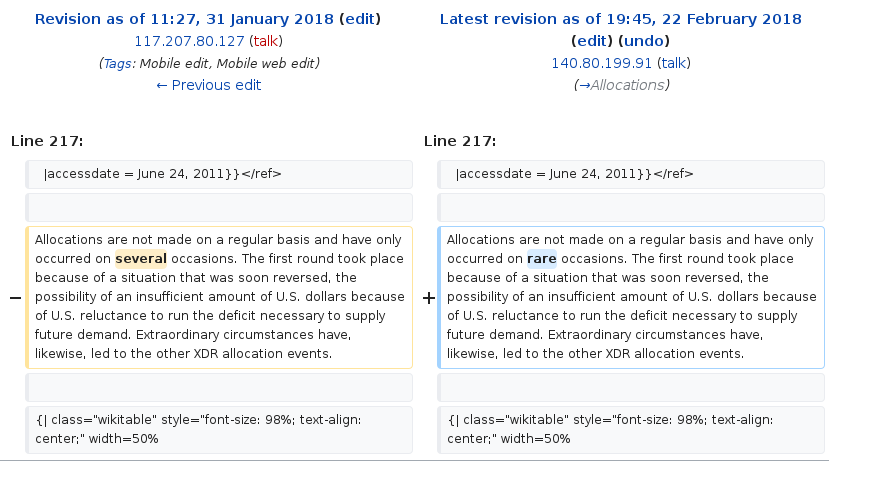 Revision as of 11:27, 31 January 2018 (edit)
117.207.80.127 (talk)
(Tags: Mobile edit, Mobile web edit)
← Previous edit
Latest revision as of 19:45, 22 February 2018
(edit) (undo)
140.80.199.91 (talk)
(→Allocations)
Line 217:
|accessdate = June 24, 2011}}</ref>
−
Allocations are not made on a regular basis and have only
occurred on several occasions. The first round took place
because of a situation that was soon reversed, the
possibility of an insufficient amount of U.S. dollars because
of U.S. reluctance to run the deficit necessary to supply
future demand. Extraordinary circumstances have,
likewise, led to the other XDR allocation events.
{| class="wikitable" style="font-size: 98%; text-align:
center;" width=50%
Line 217:
|accessdate = June 24, 2011}}</ref>
+
Allocations are not made on a regular basis and have only
occurred on rare occasions. The first round took place
because of a situation that was soon reversed, the
possibility of an insufficient amount of U.S. dollars because
of U.S. reluctance to run the deficit necessary to supply
future demand. Extraordinary circumstances have,
likewise, led to the other XDR allocation events.
{| class="wikitable" style="font-size: 98%; text-align:
center;" width=50%